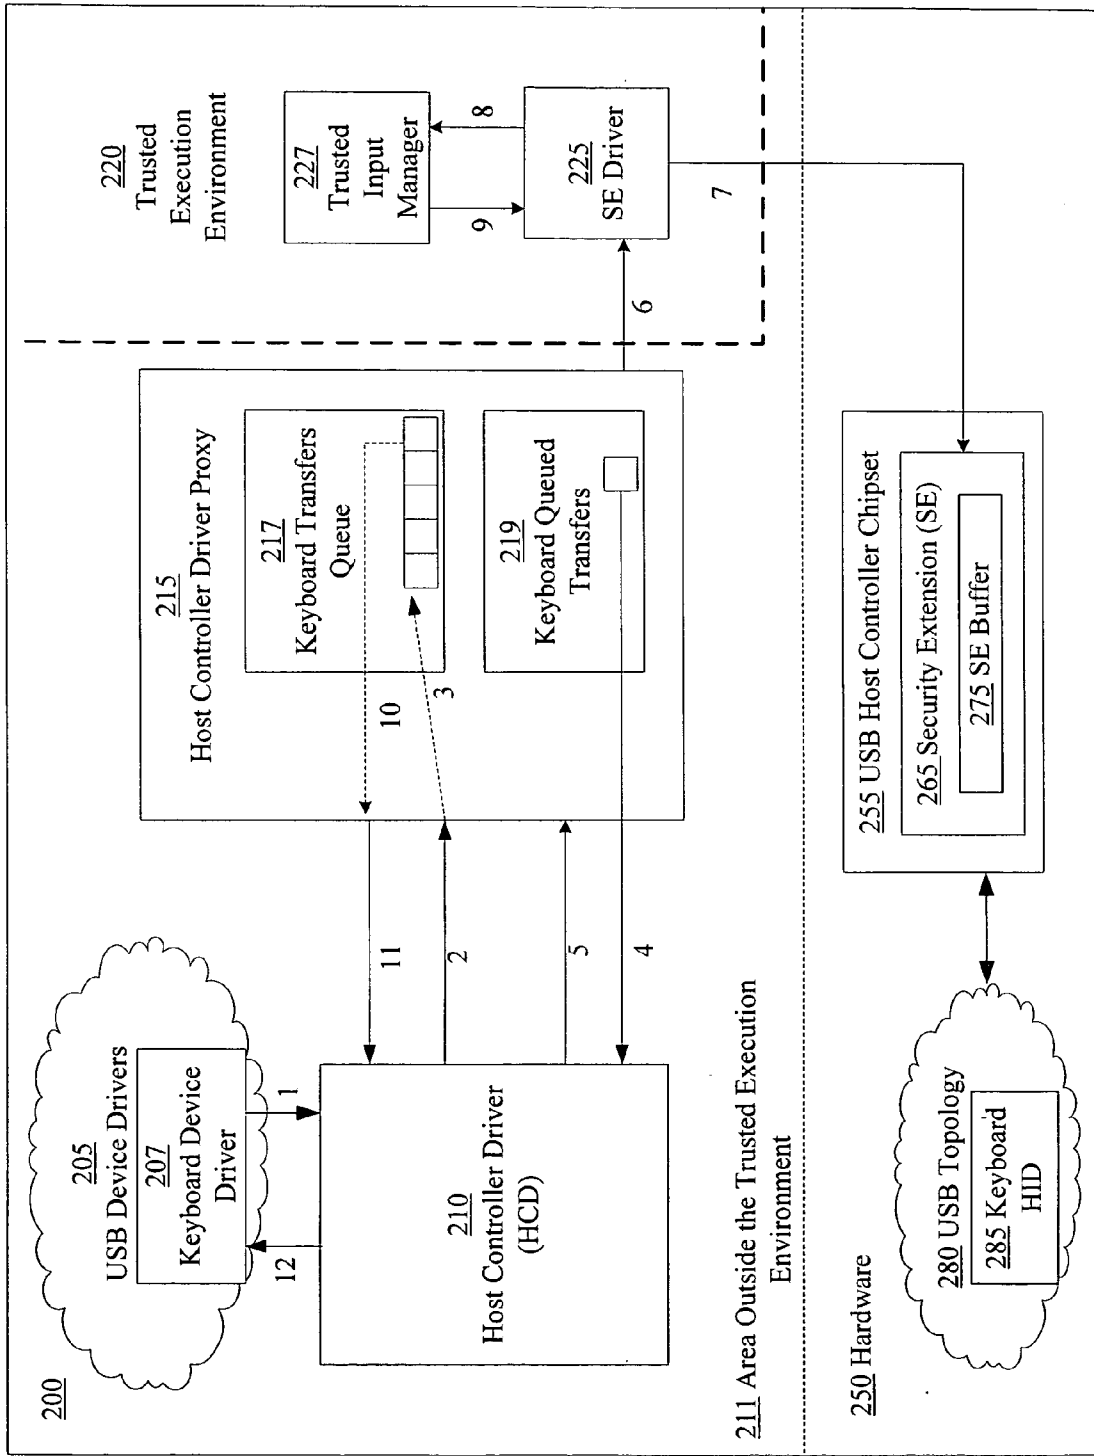 200
205
USB Device Drivers
207
Keyboard Device
Driver
12
1
210
Host Controller Driver
(HCD)
11
2
5
4
215
Host Controller Driver Proxy
217
Keyboard Transfers
Queue
10
3
219
Keyboard Queued
Transfers
6
220
Trusted
Execution
Environment
227
Trusted
Input
Manager
9
8
225
SE Driver
7
211 Area Outside the Trusted Execution
Environment
250 Hardware
280 USB Topology
285 Keyboard
HID
255 USB Host Controller Chipset
265 Security Extension (SE)
275 SE Buffer